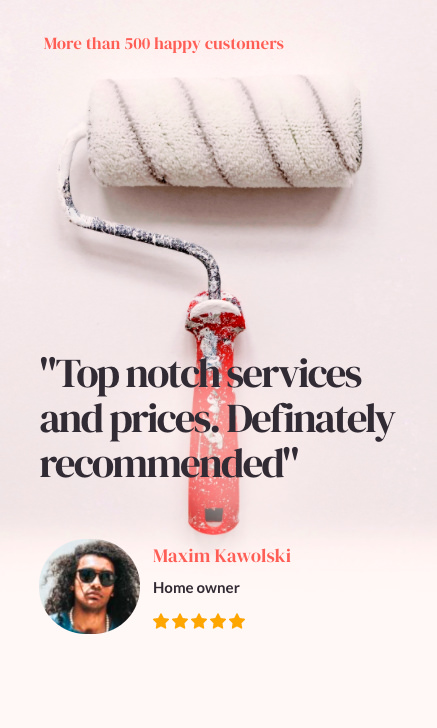 More than 500 happy customers
"Top notch services
and prices. Definately
recommended"
Maxim Kawolski
Home owner